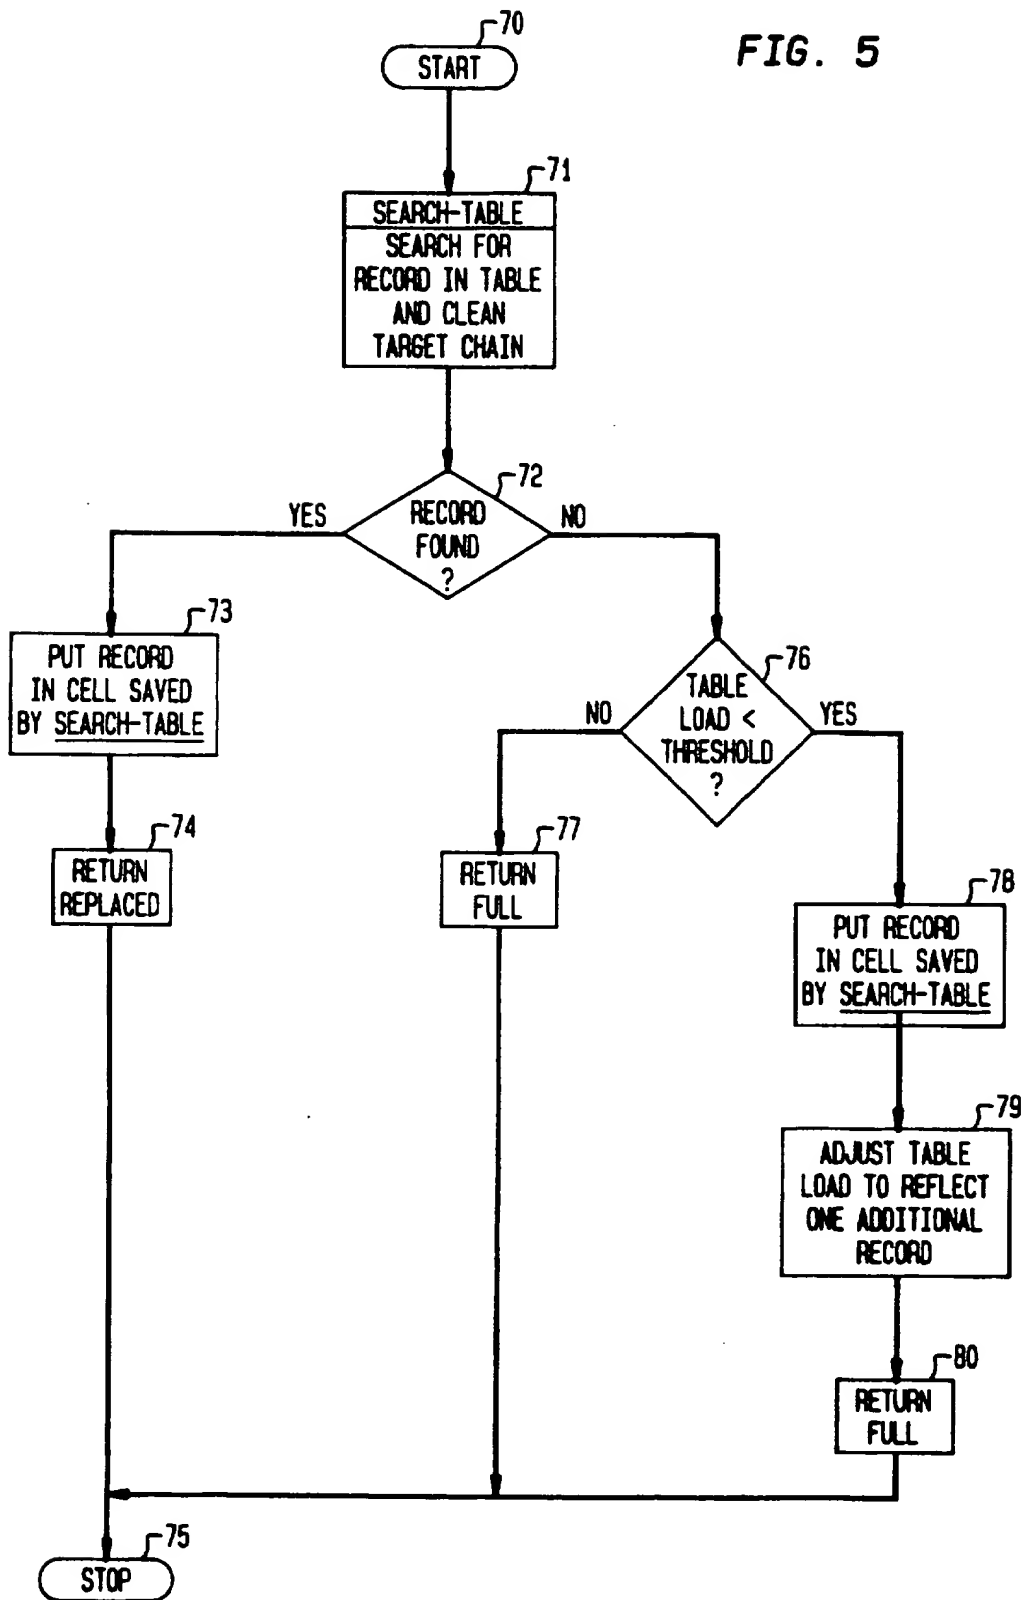 70
START
FIG. 5
71
SEARCH-TABLE
SEARCH FOR
RECORD IN TABLE
AND CLEAN
TARGET CHAIN
72
RECORD
FOUND
?
YES
NO
73
PUT RECORD
IN CELL SAVED
BY SEARCH-TABLE
74
RETURN
REPLACED
76
TABLE
LOAD <
THRESHOLD
?
NO
YES
77
RETURN
FULL
78
PUT RECORD
IN CELL SAVED
BY SEARCH-TABLE
79
ADJUST TABLE
LOAD TO REFLECT
ONE ADDITIONAL
RECORD
80
RETURN
FULL
75
STOP